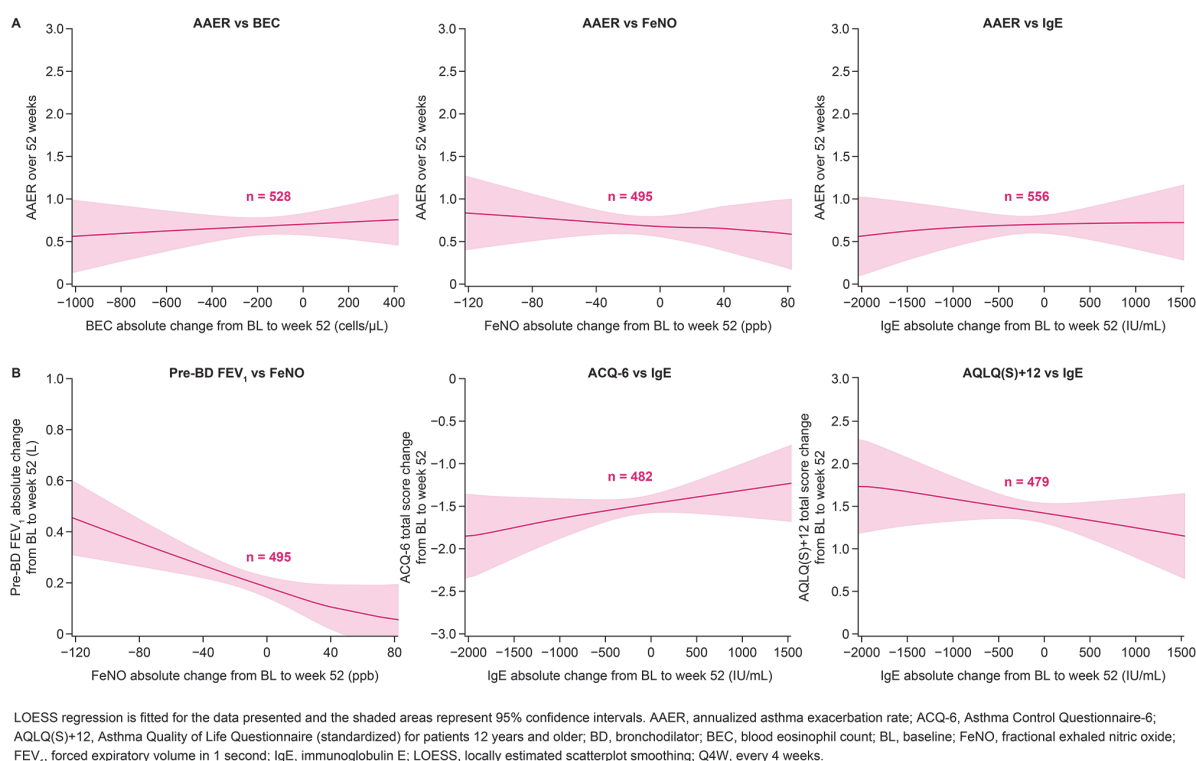 A
AAER vs BEC
AAER over 52 weeks
3.0
2.5
2.0
1.5
1.0
0.5
0
n = 528
−1000 −800 −600 −400 −200 0 200 400
BEC absolute change from BL to week 52 (cells/µL)
AAER vs FeNO
AAER over 52 weeks
3.0
2.5
2.0
1.5
1.0
0.5
0
n = 495
−120 −80 −40 0 40 80
FeNO absolute change from BL to week 52 (ppb)
AAER vs IgE
AAER over 52 weeks
3.0
2.5
2.0
1.5
1.0
0.5
0
n = 556
−2000 −1500 −1000 −500 0 500 1000 1500
IgE absolute change from BL to week 52 (IU/mL)
B
Pre-BD FEV₁ vs FeNO
Pre-BD FEV₁ absolute change
from BL to week 52 (L)
1.0
0.8
0.6
0.4
0.2
0
n = 495
−120 −80 −40 0 40 80
FeNO absolute change from BL to week 52 (ppb)
ACQ-6 vs IgE
ACQ-6 total score change
from BL to week 52
0
−0.5
−1.0
−1.5
−2.0
−2.5
−3.0
n = 482
−2000 −1500 −1000 −500 0 500 1000 1500
IgE absolute change from BL to week 52 (IU/mL)
AQLQ(S)+12 vs IgE
AQLQ(S)+12 total score change
from BL to week 52
3.0
2.5
2.0
1.5
1.0
0.5
0
n = 479
−2000 −1500 −1000 −500 0 500 1000 1500
IgE absolute change from BL to week 52 (IU/mL)
LOESS regression is fitted for the data presented and the shaded areas represent 95% confidence intervals. AAER, annualized asthma exacerbation rate; ACQ-6, Asthma Control Questionnaire-6;
AQLQ(S)+12, Asthma Quality of Life Questionnaire (standardized) for patients 12 years and older; BD, bronchodilator; BEC, blood eosinophil count; BL, baseline; FeNO, fractional exhaled nitric oxide;
FEV₁, forced expiratory volume in 1 second; IgE, immunoglobulin E; LOESS, locally estimated scatterplot smoothing; Q4W, every 4 weeks.